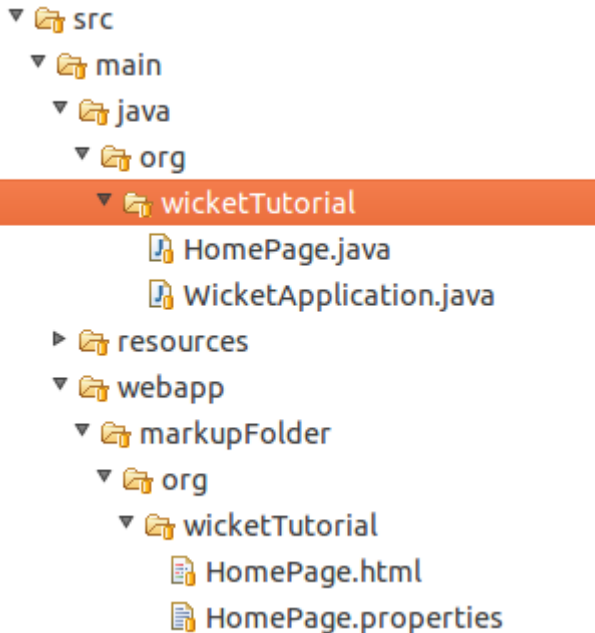 src
main
java
org
wicketTutorial
HomePage.java
WicketApplication.java
resources
webapp
markupFolder
org
wicketTutorial
HomePage.html
HomePage.properties